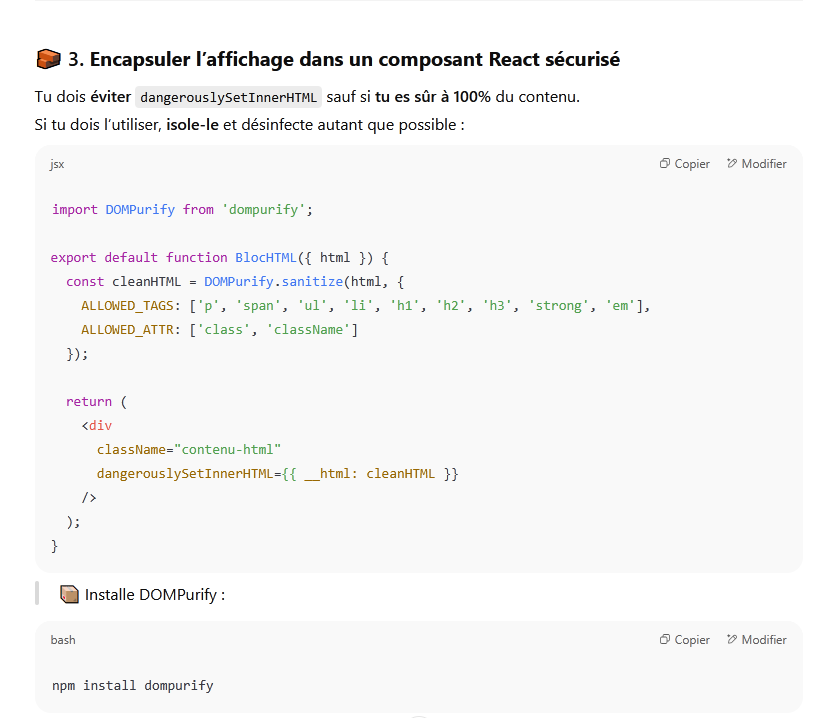 3. Encapsuler l’affichage dans un composant React sécurisé
Tu dois éviter dangerouslySetInnerHTML sauf si tu es sûr à 100% du contenu.
Si tu dois l’utiliser, isole-le et désinfecte autant que possible :
jsx
Copier
Modifier
import DOMPurify from 'dompurify';
export default function BlocHTML({ html }) {
  const cleanHTML = DOMPurify.sanitize(html, {
    ALLOWED_TAGS: ['p', 'span', 'ul', 'li', 'h1', 'h2', 'h3', 'strong', 'em'],
    ALLOWED_ATTR: ['class', 'className']
  });
  return (
    <div
      className="contenu-html"
      dangerouslySetInnerHTML={{ __html: cleanHTML }}
    />
  );
}
Installe DOMPurify :
bash
Copier
Modifier
npm install dompurify